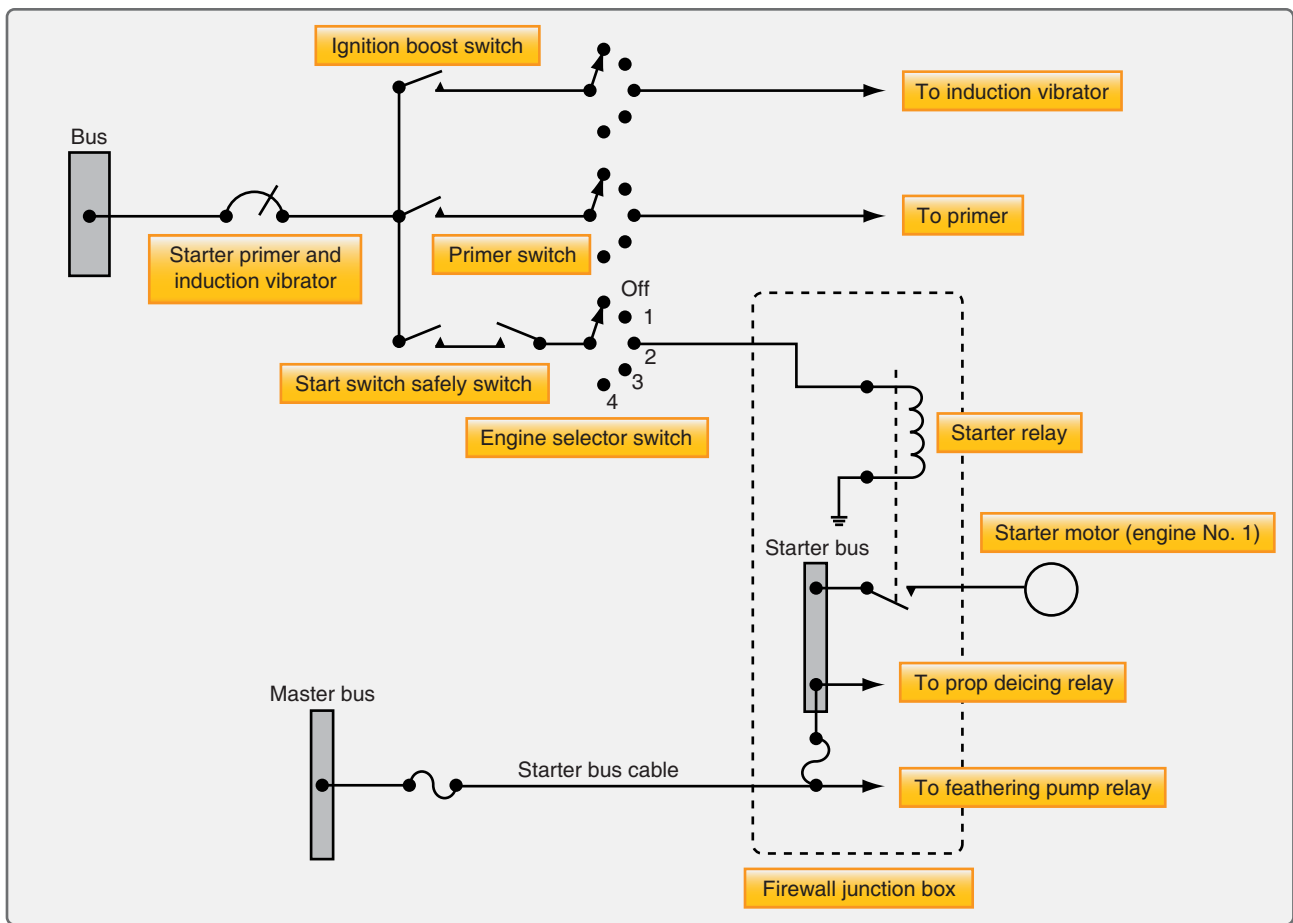 Ignition boost switch
To induction vibrator
Bus
To primer
Starter primer and
induction vibrator
Primer switch
Off
1
2
3
4
Start switch safely switch
Engine selector switch
Starter relay
Starter motor (engine No. 1)
Starter bus
To prop deicing relay
Master bus
Starter bus cable
To feathering pump relay
Firewall junction box